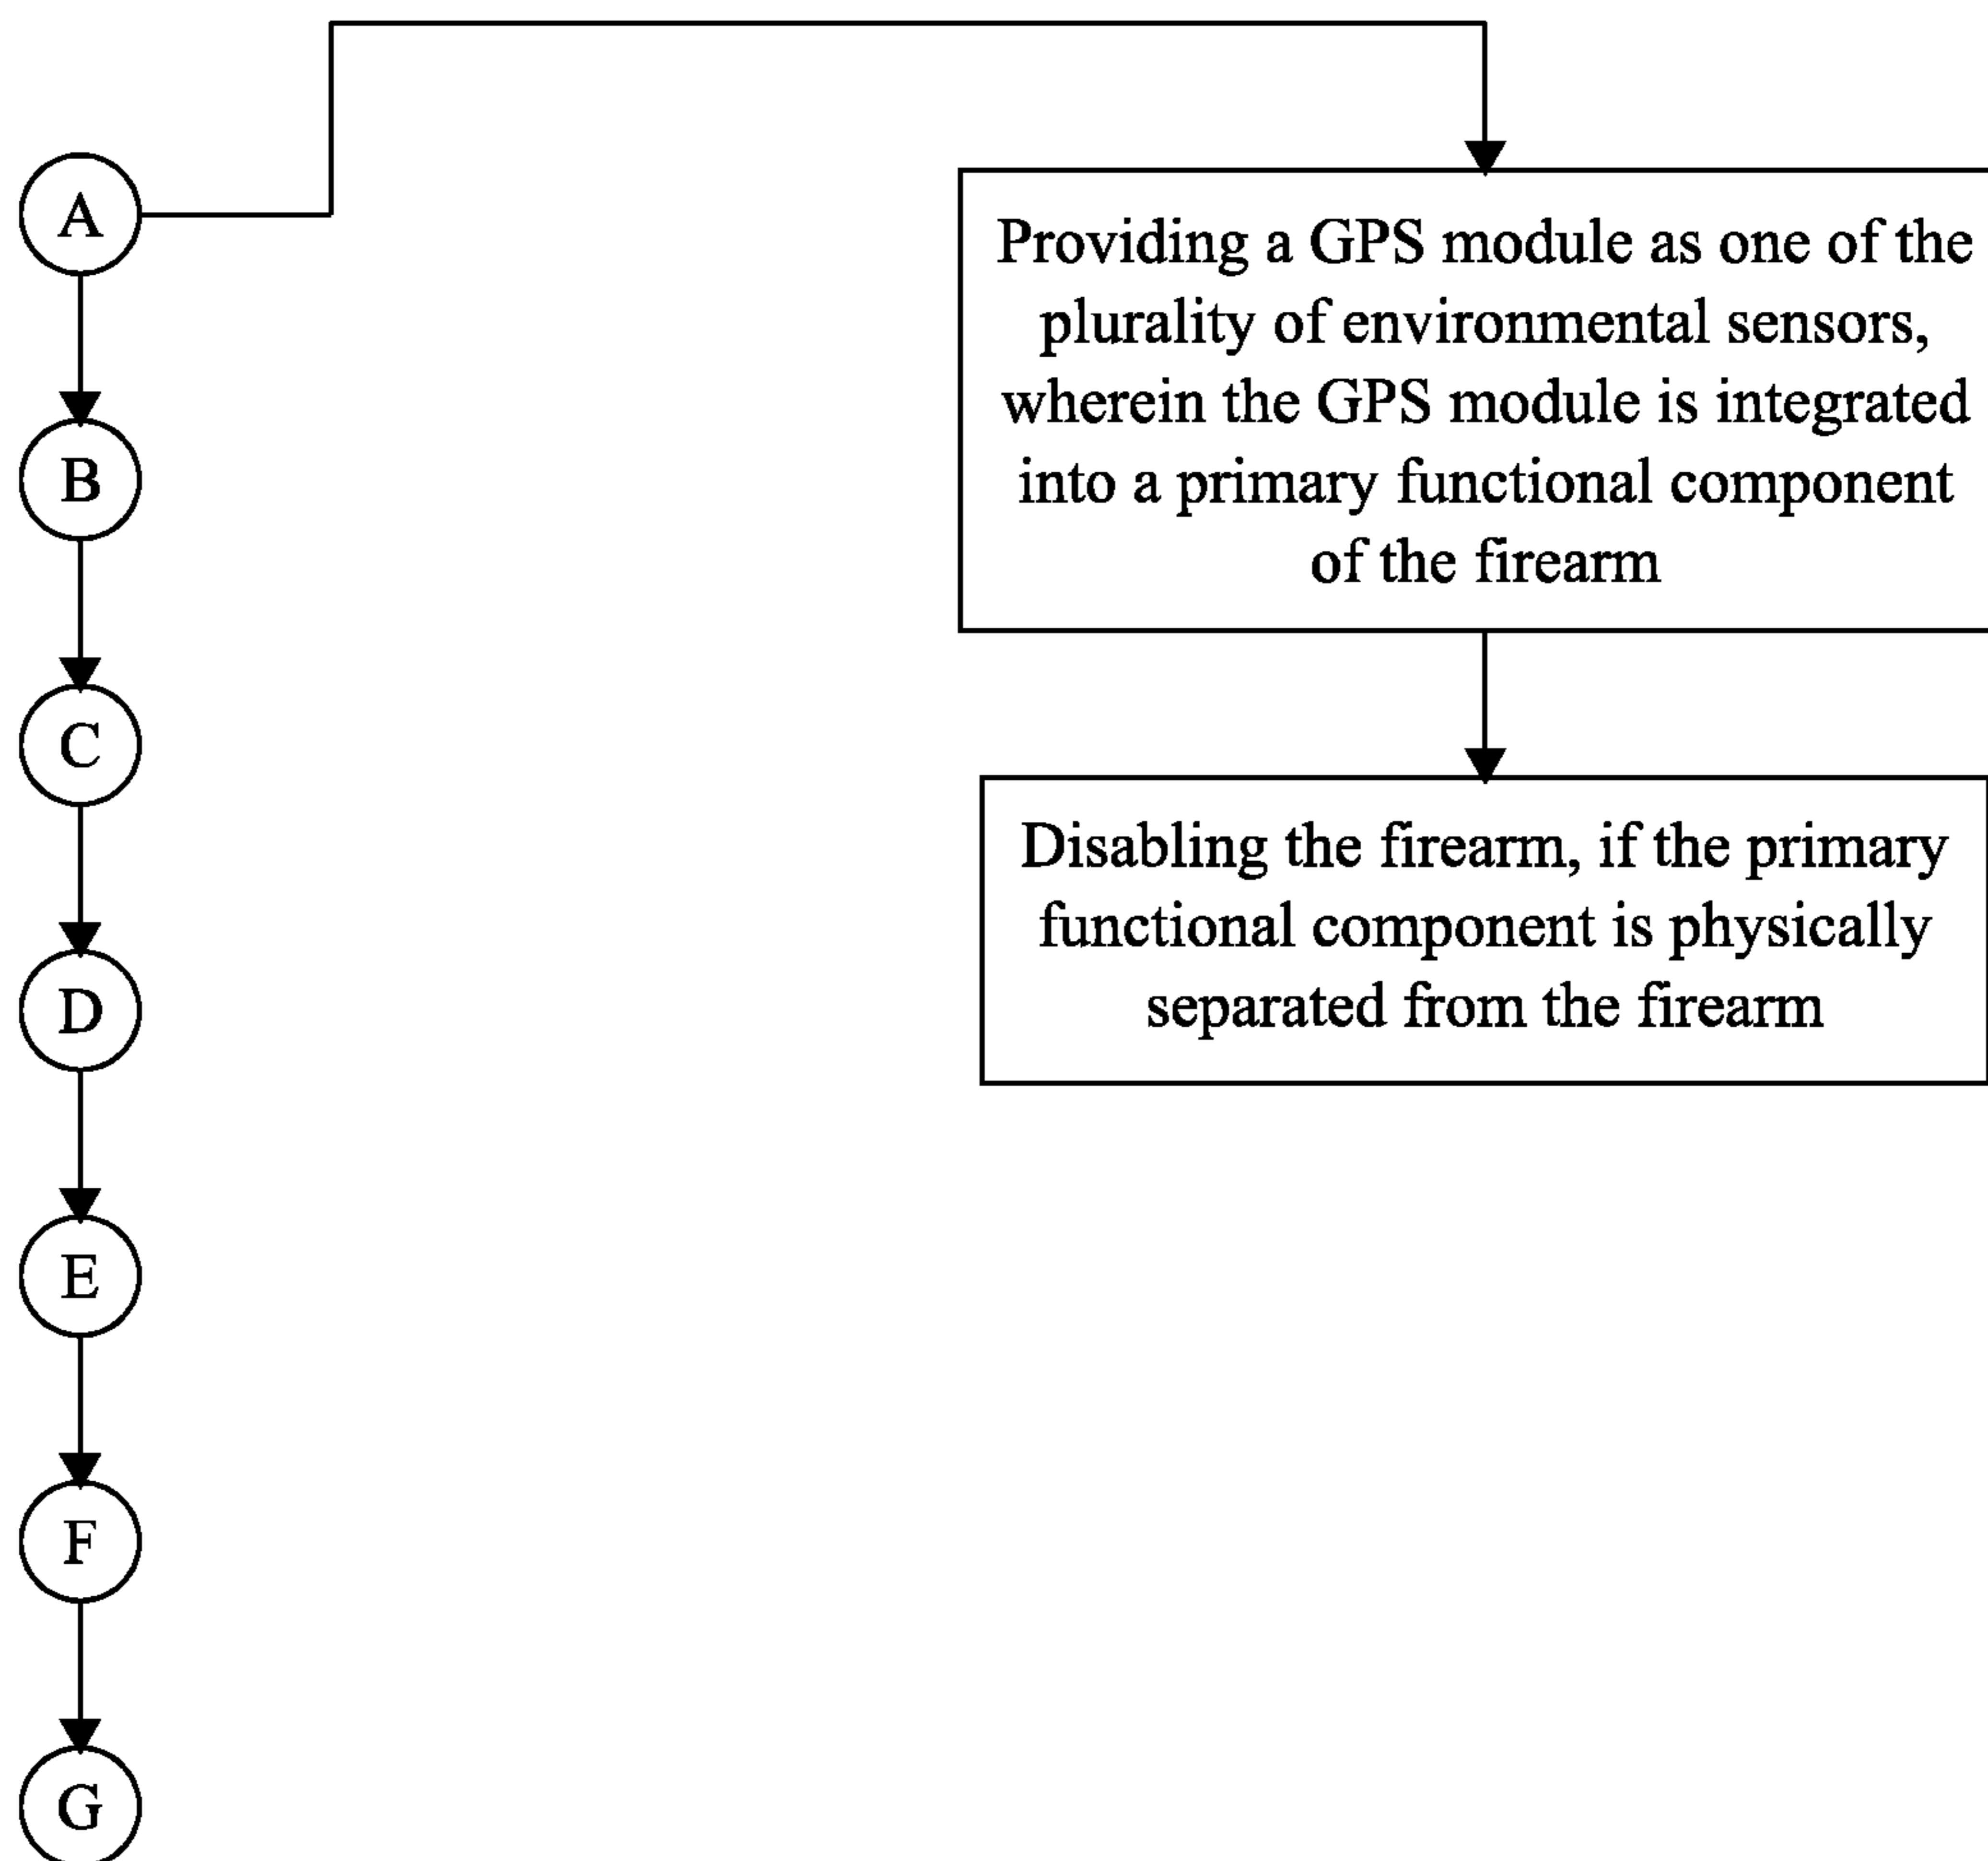 A
B
C
D
E
F
G
Providing a GPS module as one of the
plurality of environmental sensors,
wherein the GPS module is integrated
into a primary functional component
of the firearm
Disabling the firearm, if the primary
functional component is physically
separated from the firearm